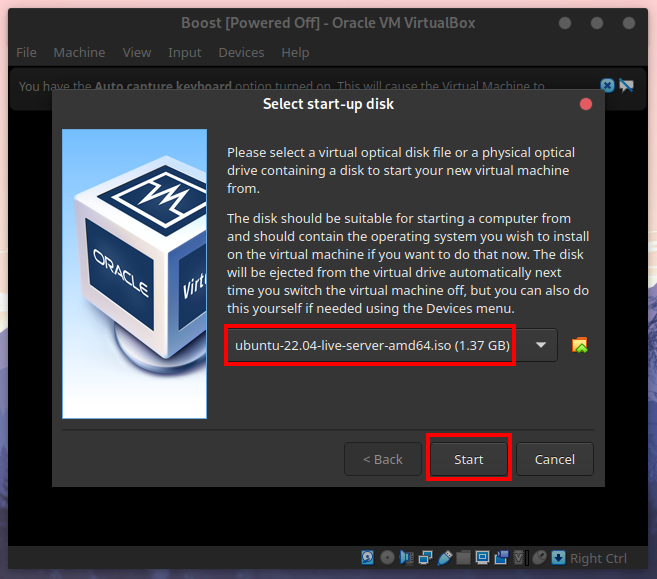 Boost [Powered Off] - Oracle VM VirtualBox
File Machine View Input Devices Help
You have the Auto capture keyboard option turned on. This will cause the Virtual Machine to
Select start-up disk
Please select a virtual optical disk file or a physical optical
drive containing a disk to start your new virtual machine
from.
The disk should be suitable for starting a computer from
and should contain the operating system you wish to install
on the virtual machine if you want to do that now. The disk
will be ejected from the virtual drive automatically next
time you switch the virtual machine off, but you can also do
this yourself if needed using the Devices menu.
ORACLE
Virt
ubuntu-22.04-live-server-amd64.iso (1.37 GB)
< Back Start Cancel
Right Ctrl